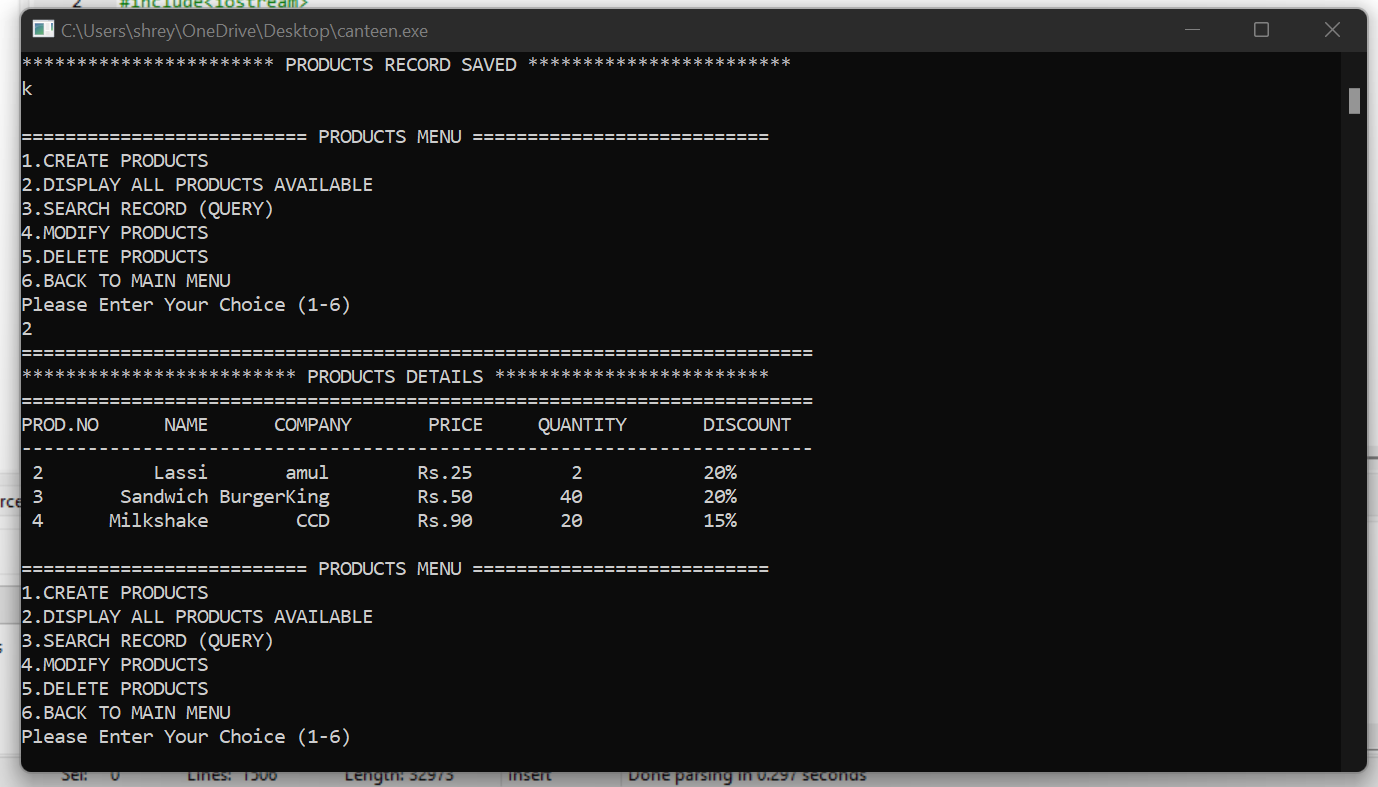 2 #include<iostream>
C:\Users\shrey\OneDrive\Desktop\canteen.exe
*********************** PRODUCTS RECORD SAVED ************************
k
========================== PRODUCTS MENU ===========================
1.CREATE PRODUCTS
2.DISPLAY ALL PRODUCTS AVAILABLE
3.SEARCH RECORD (QUERY)
4.MODIFY PRODUCTS
5.DELETE PRODUCTS
6.BACK TO MAIN MENU
Please Enter Your Choice (1-6)
2
========================================================================
************************* PRODUCTS DETAILS *************************
========================================================================
PROD.NO NAME COMPANY PRICE QUANTITY DISCOUNT
------------------------------------------------------------------------
2 Lassi amul Rs.25 2 20%
3 Sandwich BurgerKing Rs.50 40 20%
4 Milkshake CCD Rs.90 20 15%
========================== PRODUCTS MENU ===========================
1.CREATE PRODUCTS
2.DISPLAY ALL PRODUCTS AVAILABLE
3.SEARCH RECORD (QUERY)
4.MODIFY PRODUCTS
5.DELETE PRODUCTS
6.BACK TO MAIN MENU
Please Enter Your Choice (1-6)
Sel: 0 Lines: 1506 Length: 32973 Insert Done parsing in 0.297 seconds